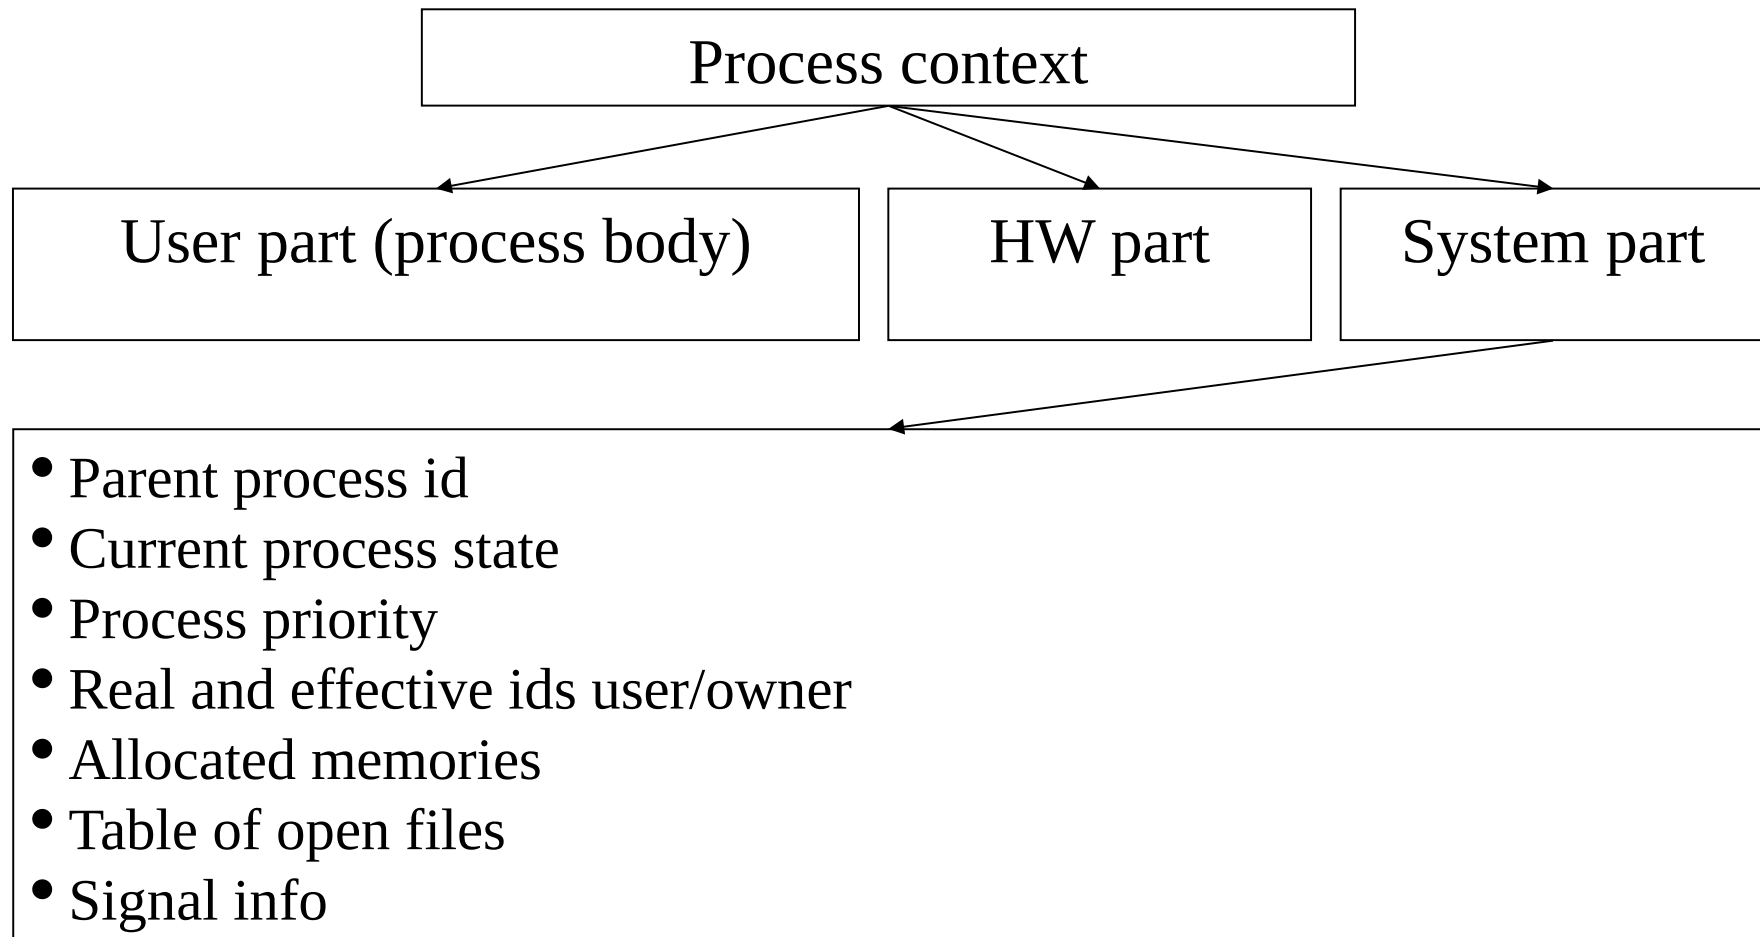 Process context
User part (process body)
HW part
System part
• Parent process id
• Current process state
• Process priority
• Real and effective ids user/owner
• Allocated memories
• Table of open files
• Signal info